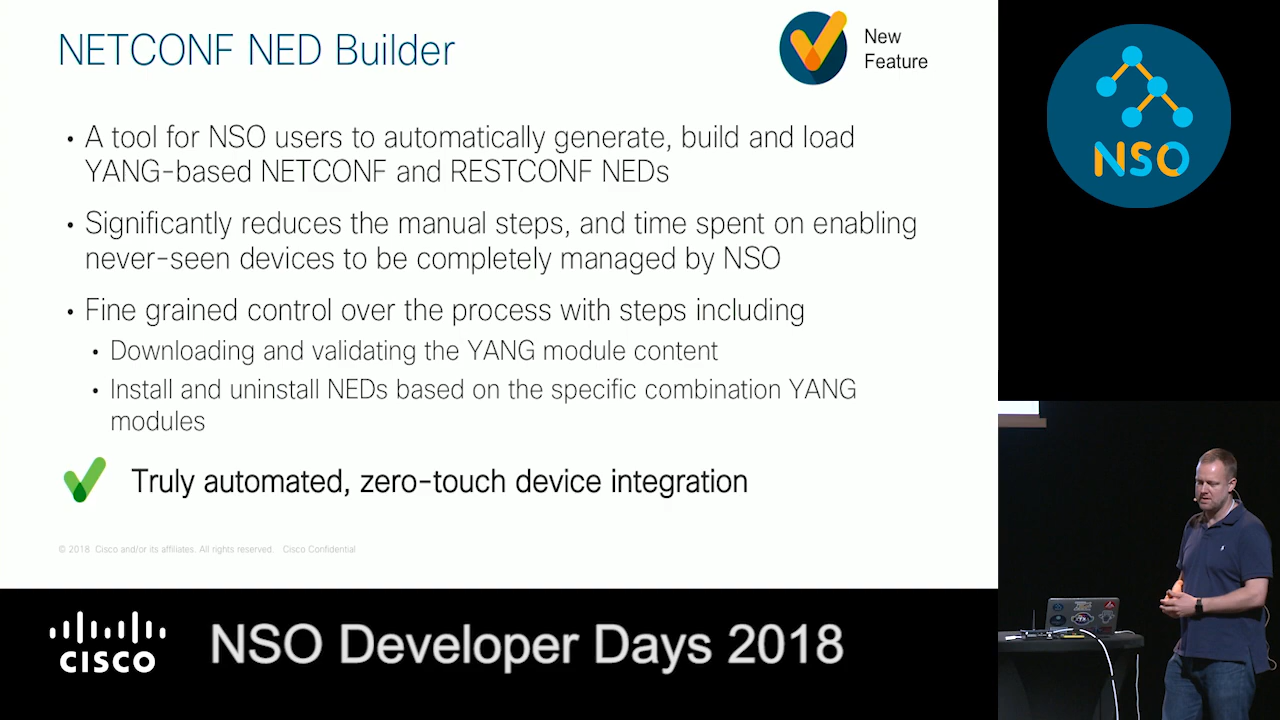 NETCONF NED Builder
New
Feature
• A tool for NSO users to automatically generate, build and load
YANG-based NETCONF and RESTCONF NEDs
• Significantly reduces the manual steps, and time spent on enabling
never-seen devices to be completely managed by NSO
• Fine grained control over the process with steps including
• Downloading and validating the YANG module content
• Install and uninstall NEDs based on the specific combination YANG
modules
Truly automated, zero-touch device integration
© 2018 Cisco and/or its affiliates. All rights reserved. Cisco Confidential
NSO
CISCO
NSO Developer Days 2018